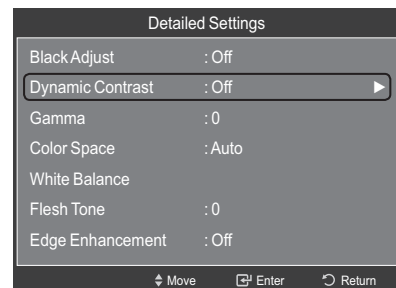 Detailed Settings
Black Adjust : Off
Dynamic Contrast : Off
Gamma : 0
Color Space : Auto
White Balance
Flesh Tone : 0
Edge Enhancement : Off
Move Enter Return